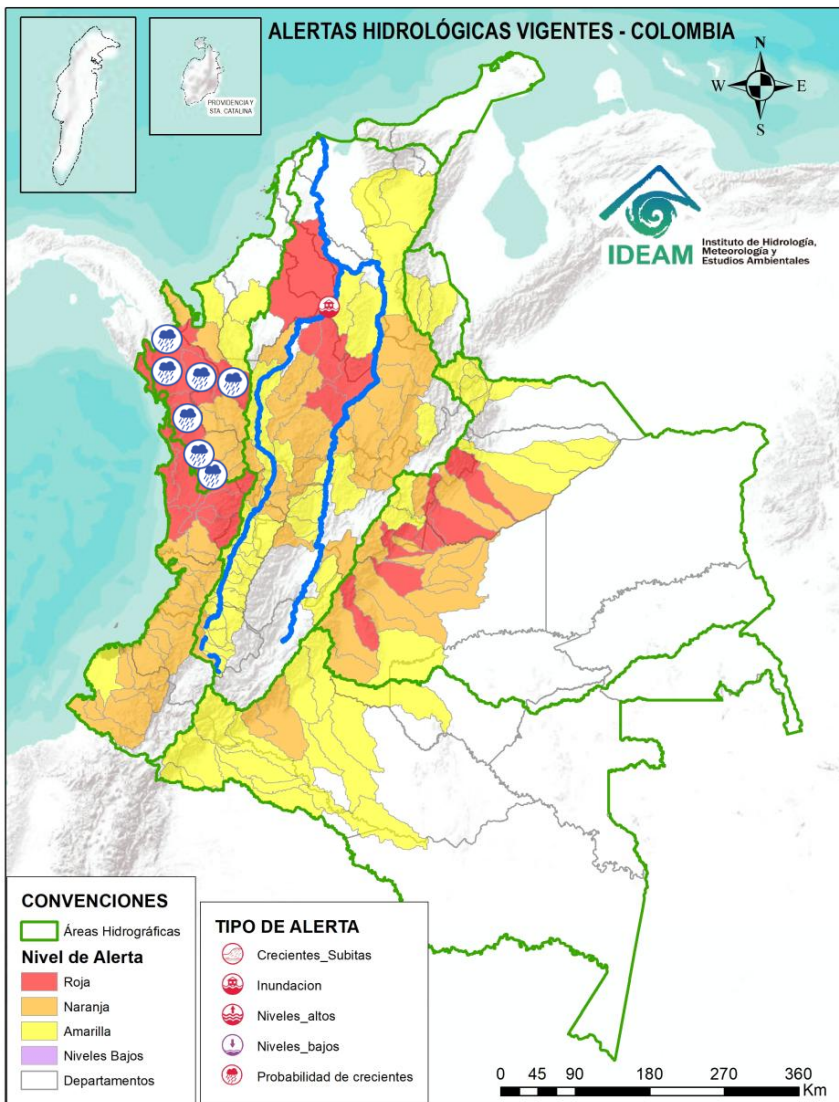 ALERTAS HIDROLÓGICAS VIGENTES - COLOMBIA
PROVIDENCIA Y
STA. CATALINA
N
W
E
S
IDEAM
Instituto de Hidrología,
Meteorología y
Estudios Ambientales
CONVENCIONES
Áreas Hidrográficas
Nivel de Alerta
Roja
Naranja
Amarilla
Niveles Bajos
Departamentos
TIPO DE ALERTA
Crecientes_Subitas
Inundacion
Niveles_altos
Niveles_bajos
Probabilidad de crecientes
0 45 90 180 270 360
Km